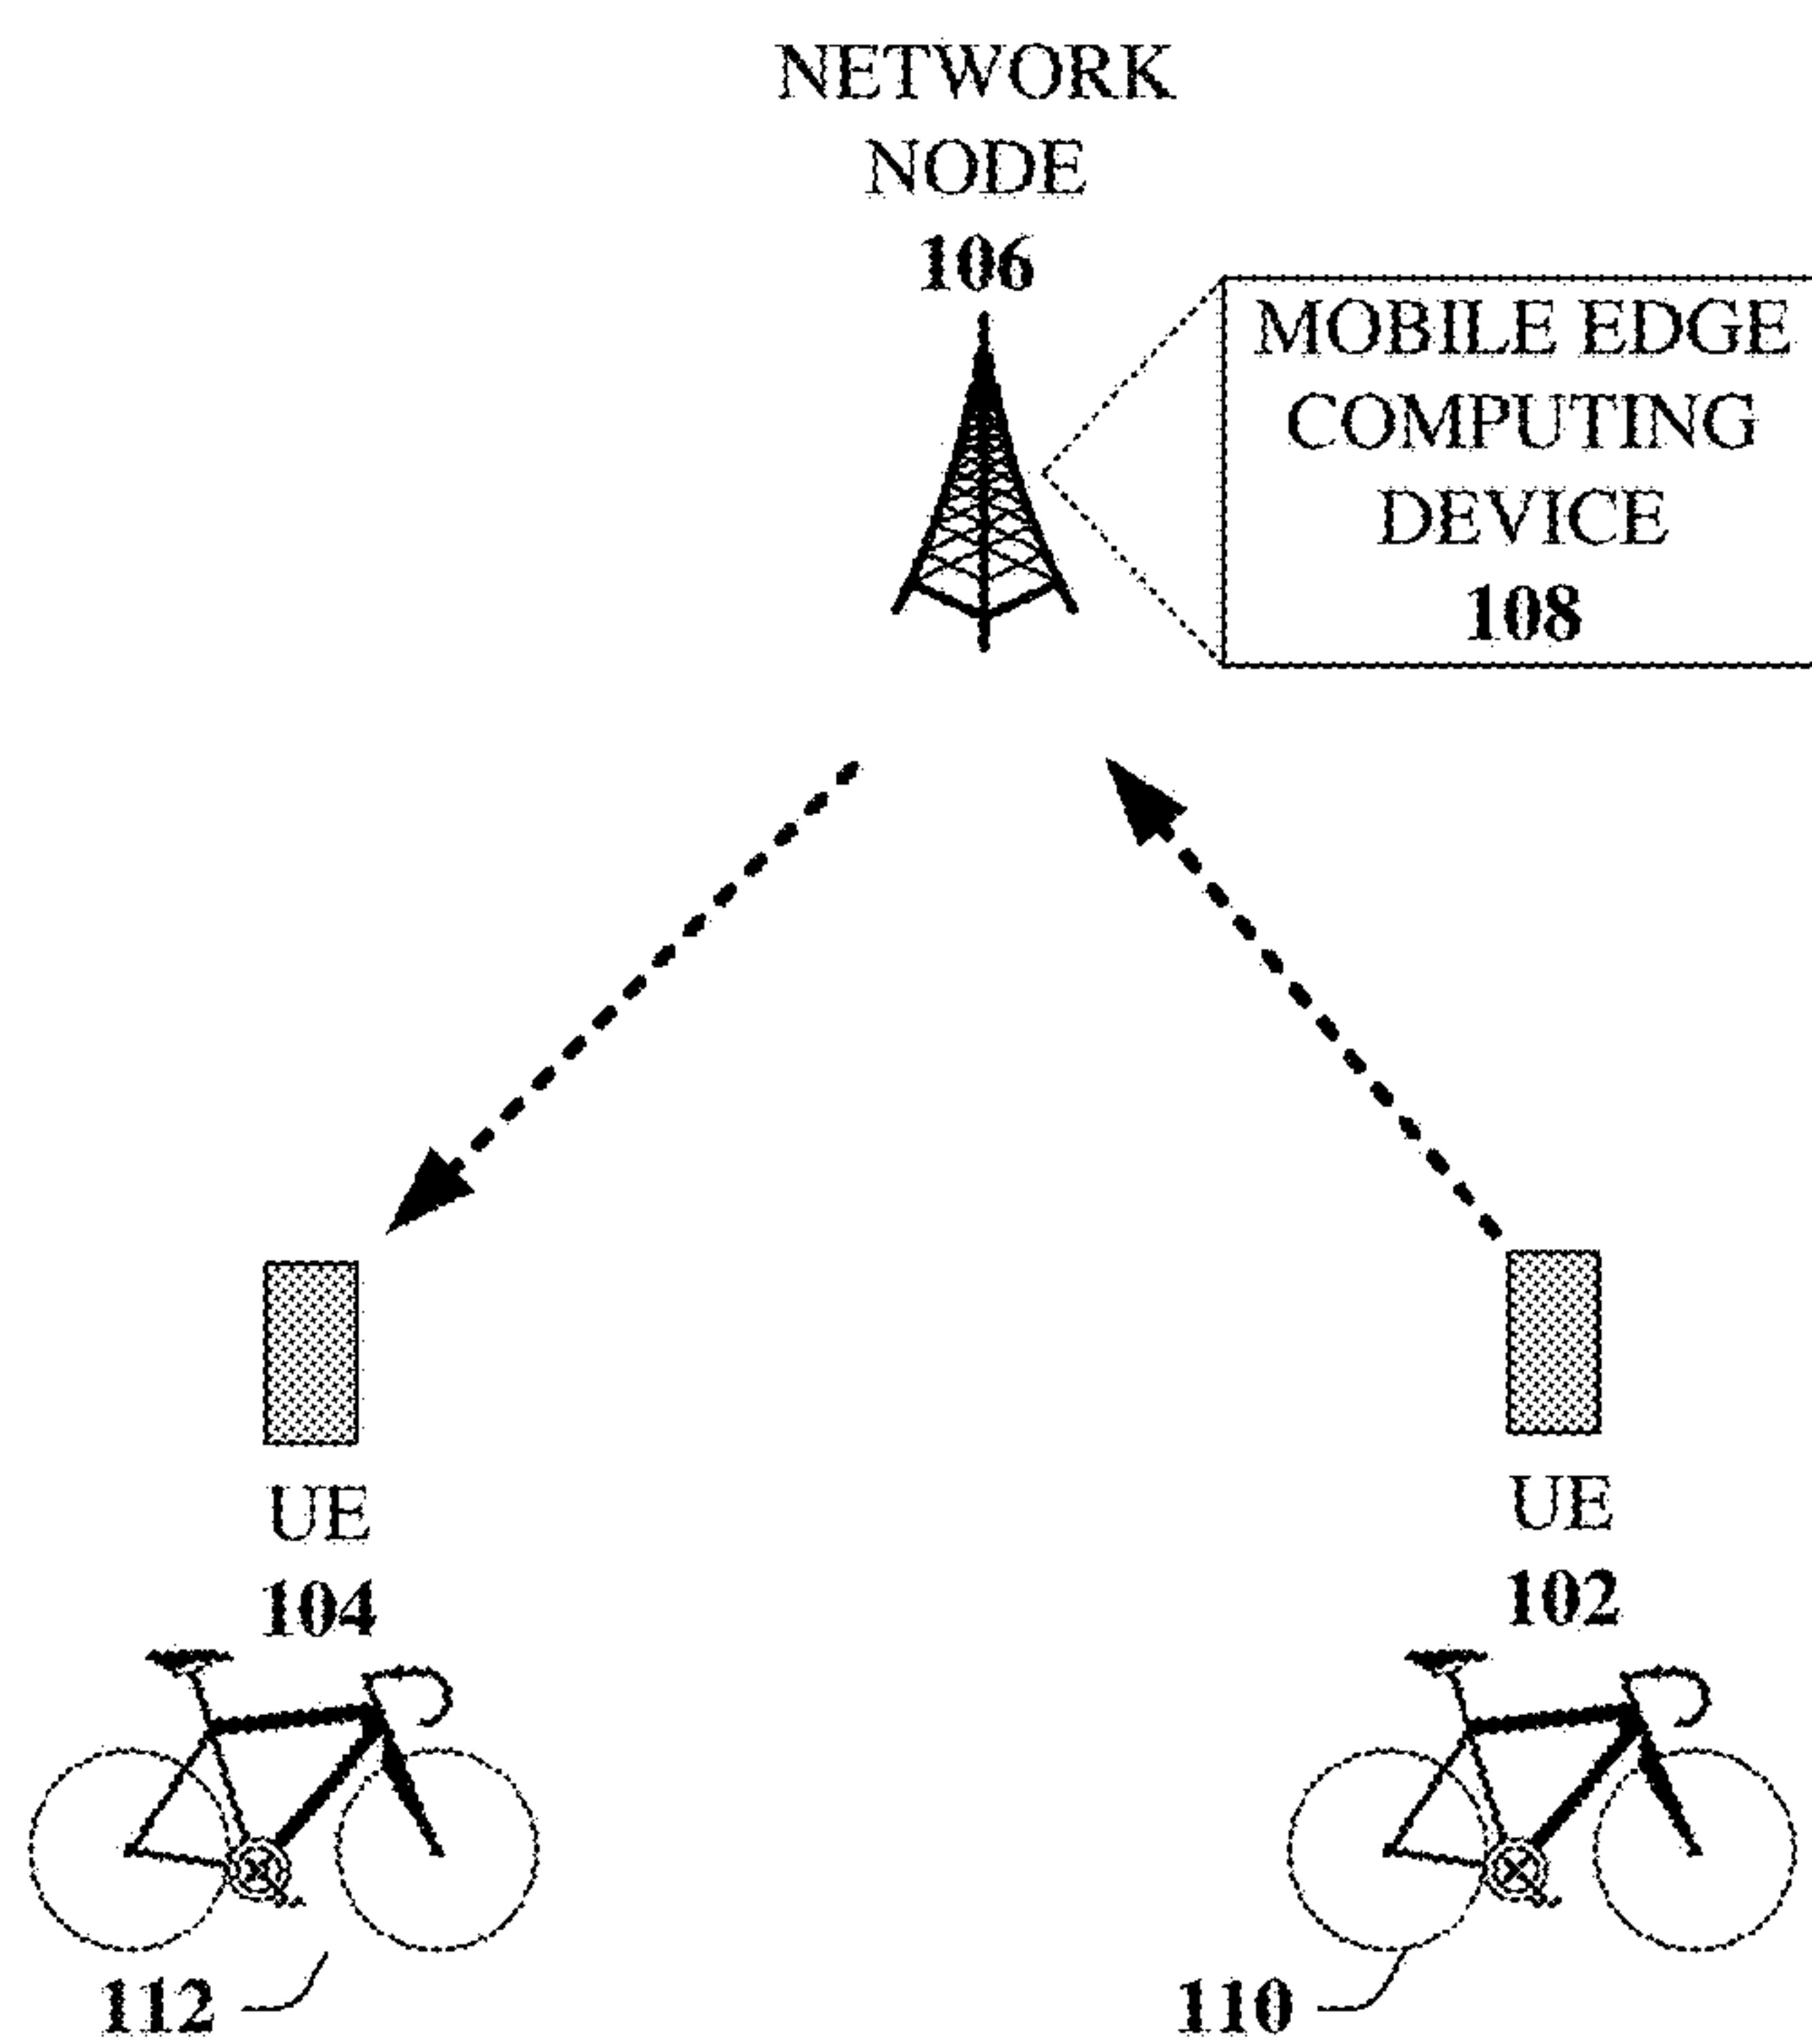 NETWORK
NODE
106
MOBILE EDGE
COMPUTING
DEVICE
108
UE
104
UE
102
112
110